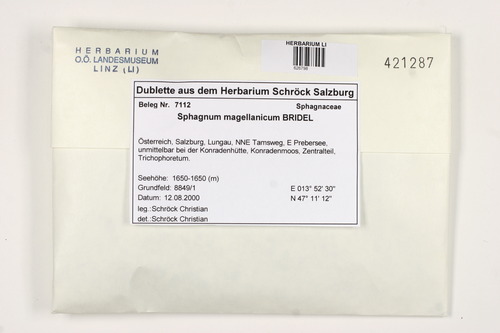 HERBARIUM
O.Ö. LANDESMUSEUM
LINZ (LI)
HERBARIUM LI
421287
Dublette aus dem Herbarium Schröck Salzburg
Beleg Nr. 7112 Sphagnaceae
Sphagnum magellanicum BRIDEL
Österreich, Salzburg, Lungau, NNE Tamsweg, E Prebersee,
unmittelbar bei der Konradenhütte, Konradenmoos, Zentralteil,
Trichophoretum.
Seehöhe: 1650-1650 (m)
Grundfeld: 8849/1 E 013° 52' 30"
Datum: 12.08.2000 N 47° 11' 12"
leg.:Schröck Christian
det.:Schröck Christian